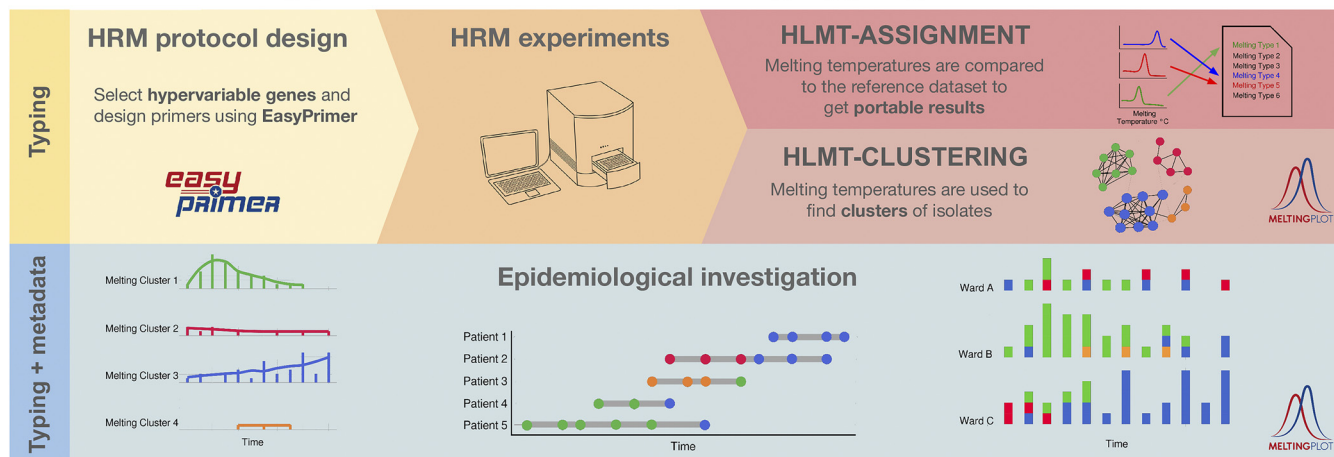 Typing
HRM protocol design
Select hypervariable genes and
design primers using EasyPrimer
easy
PRIMER
HRM experiments
HLMT-ASSIGNMENT
Melting temperatures are compared
to the reference dataset to
get portable results
Melting
Temperature °C
Melting Type 1
Melting Type 2
Melting Type 3
Melting Type 4
Melting Type 5
Melting Type 6
HLMT-CLUSTERING
Melting temperatures are used to
find clusters of isolates
MELTINGPLOT
Typing + metadata
Melting Cluster 1
Melting Cluster 2
Melting Cluster 3
Melting Cluster 4
Time
Epidemiological investigation
Patient 1
Patient 2
Patient 3
Patient 4
Patient 5
Time
Ward A
Ward B
Ward C
Time
MELTINGPLOT